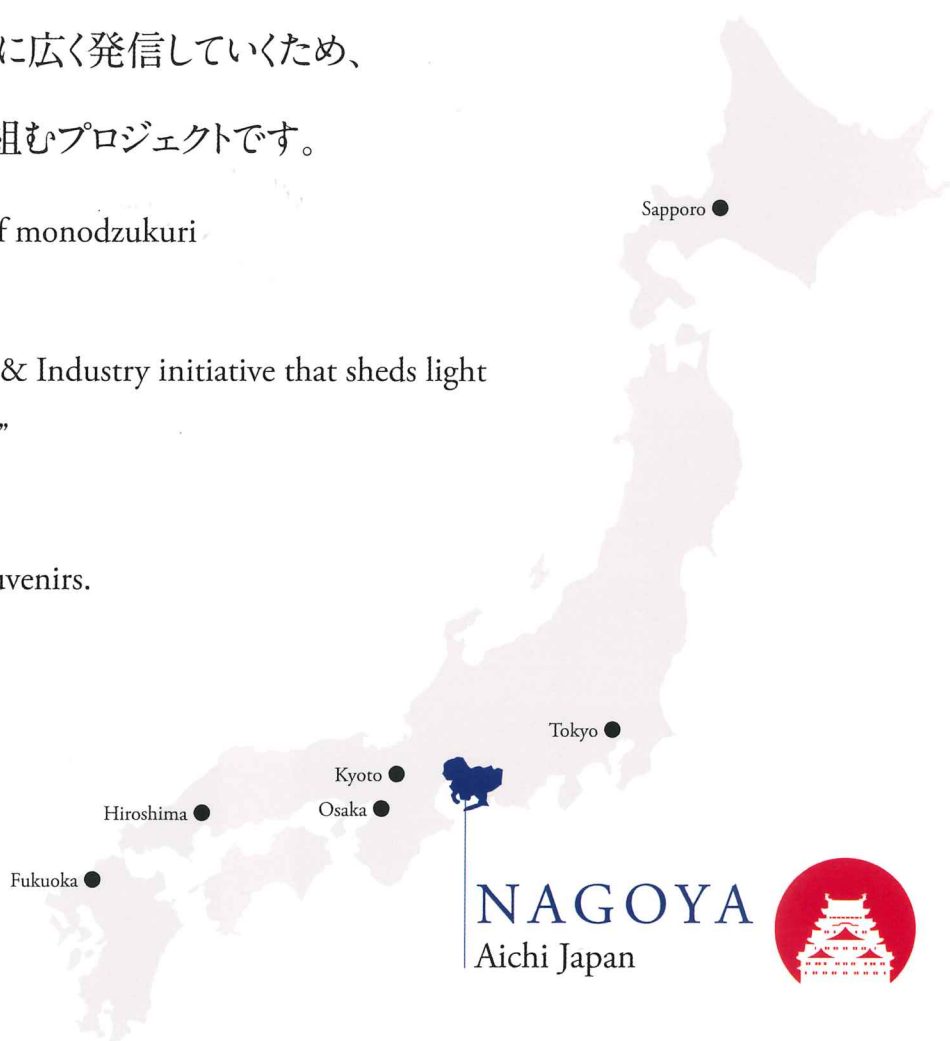 に広く発信していくため、
組むプロジェクトです。
f monodzukuri
& Industry initiative that sheds light
”
uvenirs.
Sapporo
Tokyo
Kyoto
Osaka
Hiroshima
Fukuoka
NAGOYA
Aichi Japan